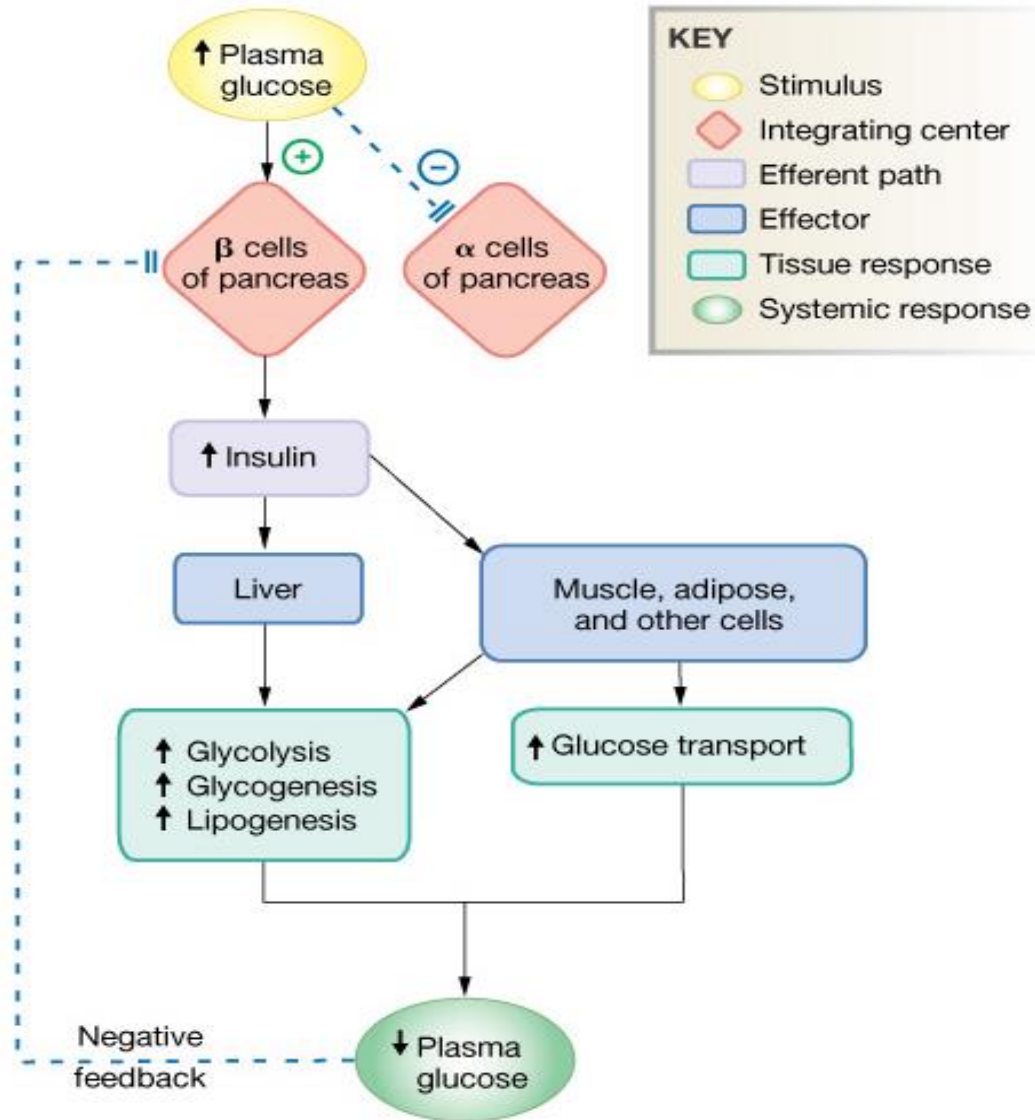 ↑ Plasma
glucose
+
−
β cells
of pancreas
α cells
of pancreas
↑ Insulin
Liver
Muscle, adipose,
and other cells
↑ Glycolysis
↑ Glycogenesis
↑ Lipogenesis
↑ Glucose transport
Negative
feedback
↓ Plasma
glucose
KEY
Stimulus
Integrating center
Efferent path
Effector
Tissue response
Systemic response